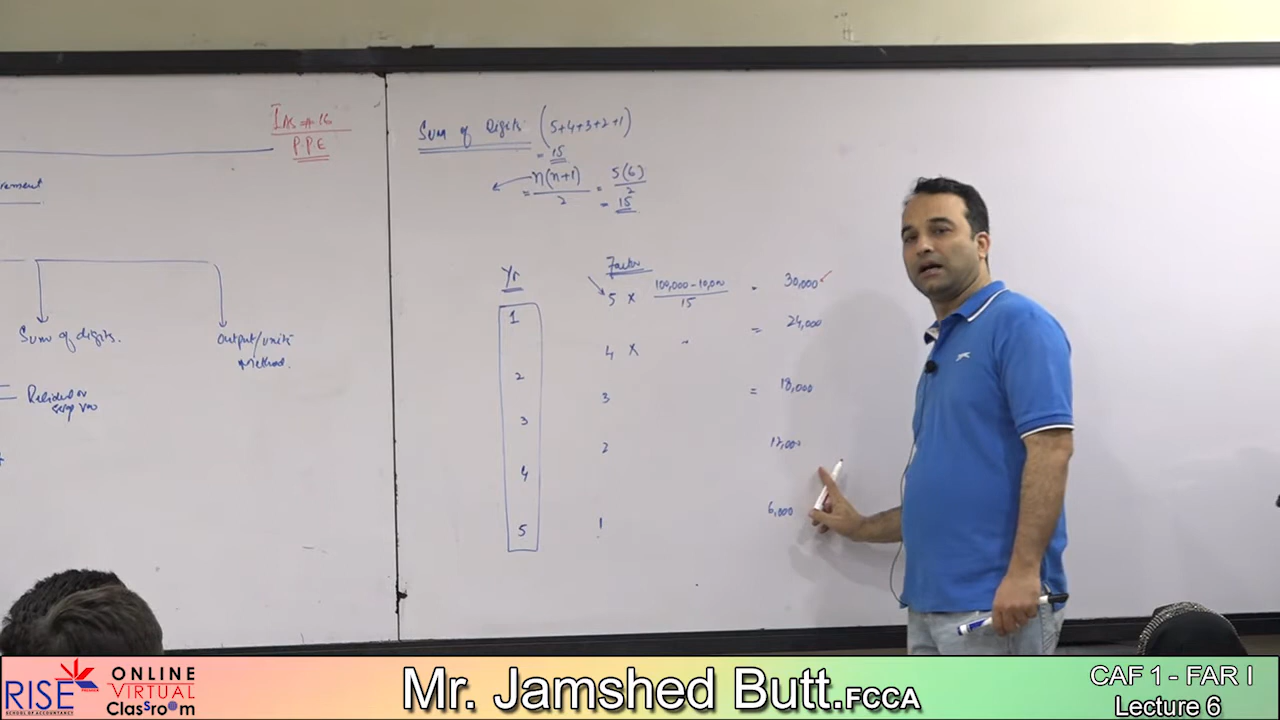 IAS # 16
PPE
Sum of digits.
Output/units
Method.
Sum of Digits (5+4+3+2+1)
= 15
= n(n+1)/2 = 5(6)/2
= 15
Yr
Factor
1 5 × 100,000 - 10,000/15 = 30,000
2 4 × " = 24,000
3 3 = 18,000
4 2 12,000
5 1 6,000
RISE
SCHOOL OF ACCOUNTANCY
ONLINE
VIRTUAL
ClasSroom
Mr. Jamshed Butt.FCCA
CAF 1 - FAR I
Lecture 6